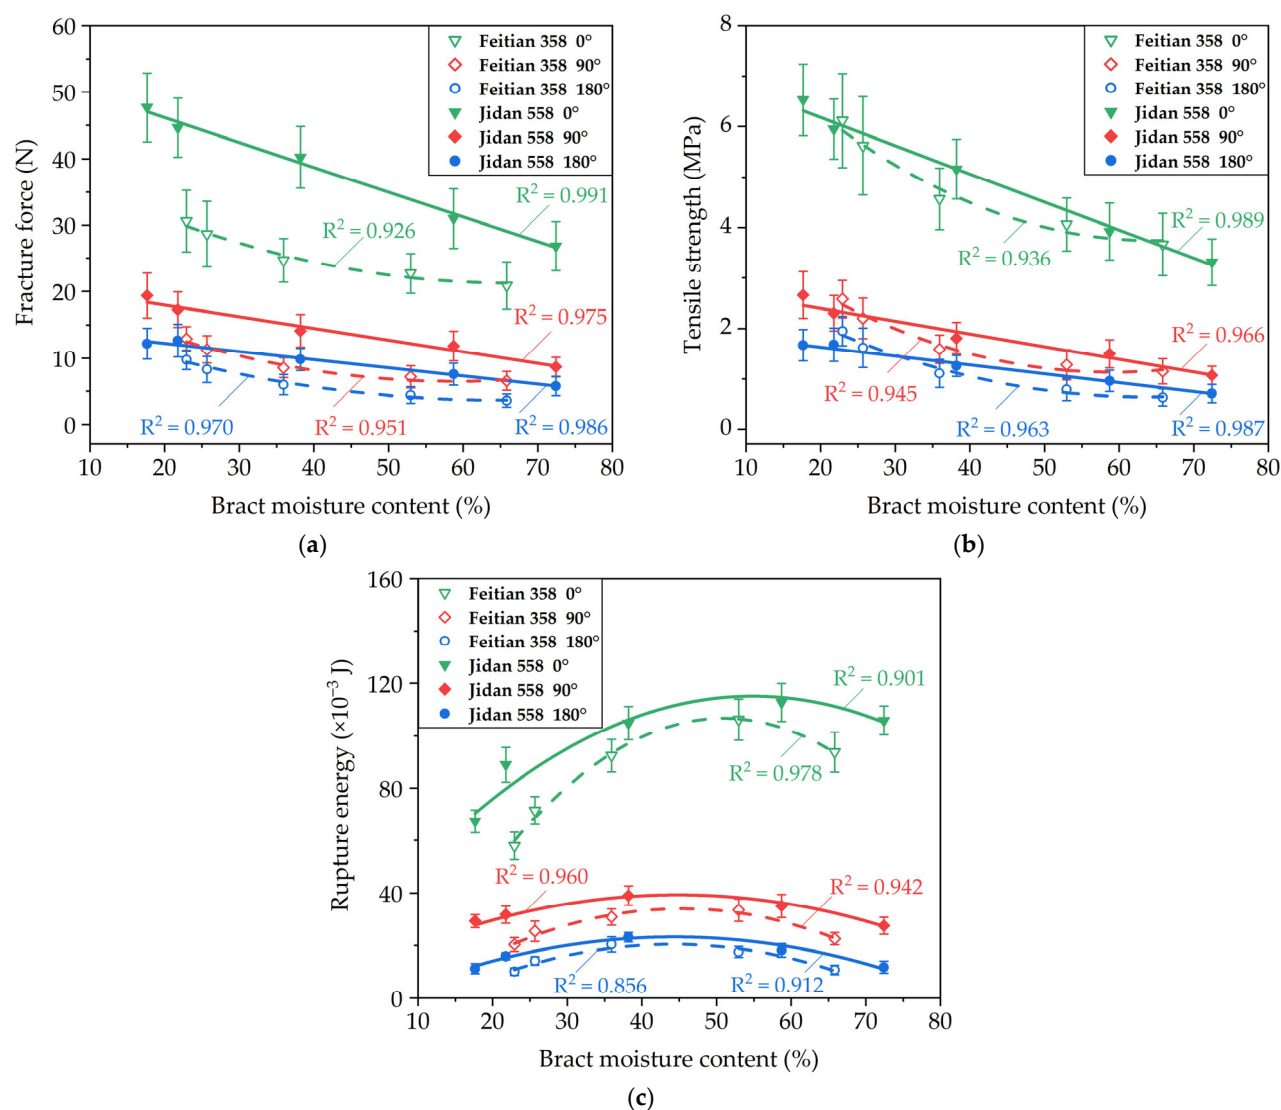 Fracture force (N)
60
50
40
30
20
10
0
Feitian 358 0°
Feitian 358 90°
Feitian 358 180°
Jidan 558 0°
Jidan 558 90°
Jidan 558 180°
R² = 0.991
R² = 0.926
R² = 0.975
R² = 0.970
R² = 0.951
R² = 0.986
10 20 30 40 50 60 70 80
Bract moisture content (%)
(a)
Tensile strength (MPa)
8
6
4
2
0
Feitian 358 0°
Feitian 358 90°
Feitian 358 180°
Jidan 558 0°
Jidan 558 90°
Jidan 558 180°
R² = 0.989
R² = 0.936
R² = 0.966
R² = 0.945
R² = 0.963
R² = 0.987
10 20 30 40 50 60 70 80
Bract moisture content (%)
(b)
Rupture energy (×10⁻³ J)
160
120
80
40
0
Feitian 358 0°
Feitian 358 90°
Feitian 358 180°
Jidan 558 0°
Jidan 558 90°
Jidan 558 180°
R² = 0.901
R² = 0.978
R² = 0.960
R² = 0.942
R² = 0.856
R² = 0.912
10 20 30 40 50 60 70 80
Bract moisture content (%)
(c)